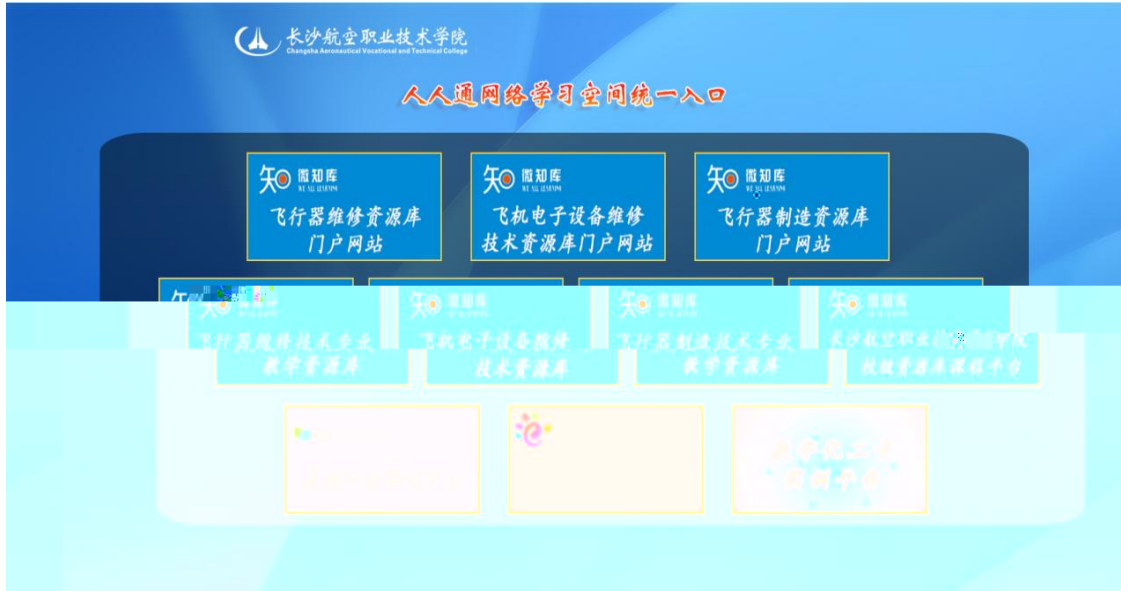 长沙航空职业技术学院
Changsha Aeronautical Vocational and Technical College
人人通网络学习空间统一入口
微知库
WE ALL LEARNING
飞行器维修资源库
门户网站
微知库
WE ALL LEARNING
飞机电子设备维修
技术资源库门户网站
微知库
WE ALL LEARNING
飞行器制造资源库
门户网站
微知库
飞行器维修技术专业
教学资源库
微知库
飞机电子设备维修
技术资源库
微知库
飞行器制造技术专业
教学资源库
微知库
长沙航空职业技术学院
校级资源库课程平台